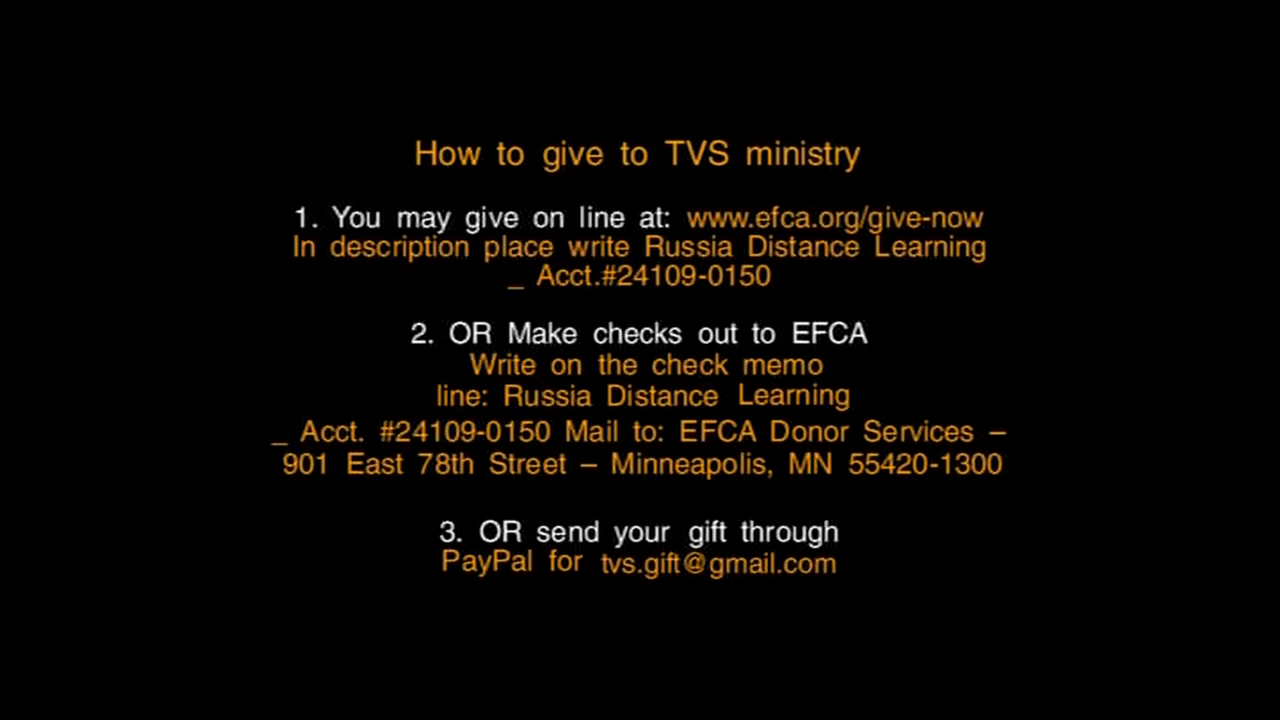 How to give to TVS ministry
1. You may give on line at: www.efca.org/give-now
In description place write Russia Distance Learning
_ Acct.#24109-0150
2. OR Make checks out to EFCA
Write on the check memo
line: Russia Distance Learning
_ Acct. #24109-0150 Mail to: EFCA Donor Services –
901 East 78th Street – Minneapolis, MN 55420-1300
3. OR send your gift through
PayPal for tvs.gift@gmail.com